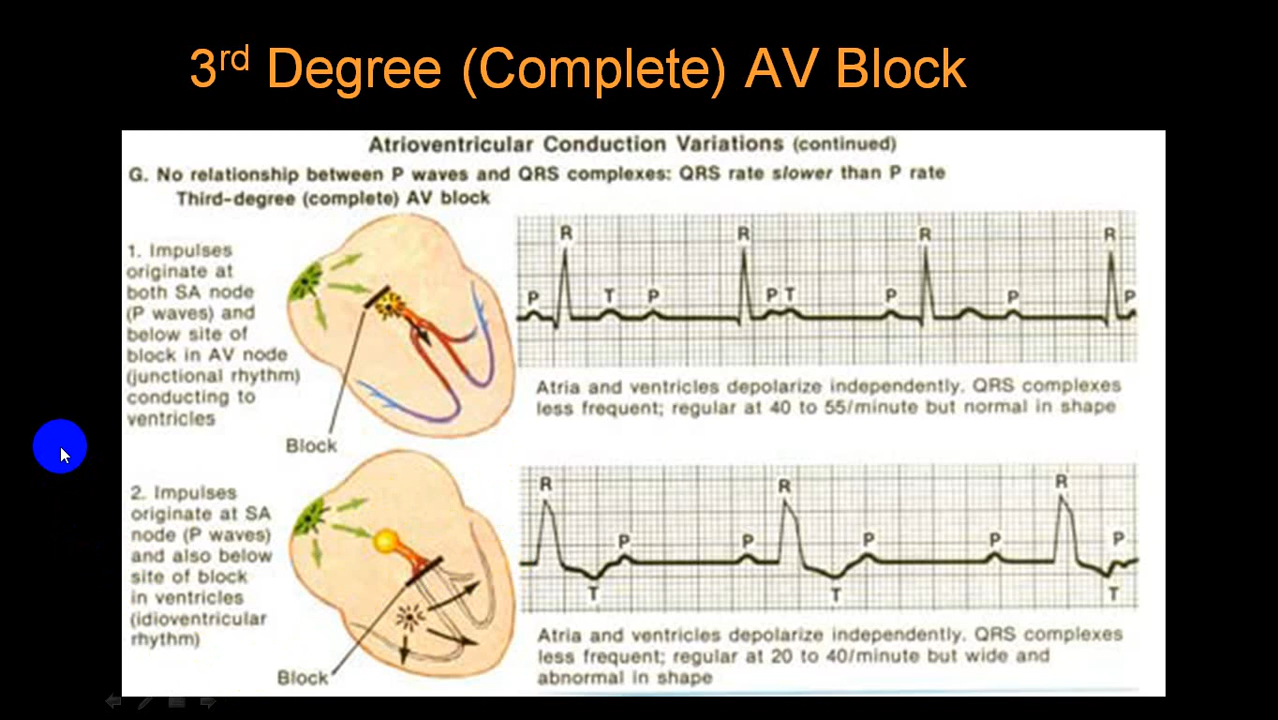 3rd Degree (Complete) AV Block
Atrioventricular Conduction Variations (continued)
G. No relationship between P waves and QRS complexes: QRS rate slower than P rate
Third-degree (complete) AV block
1. Impulses
originate at
both SA node
(P waves) and
below site of
block in AV node
(junctional rhythm)
conducting to
ventricles
Block
R R R R
P T P P T P P P
Atria and ventricles depolarize independently. QRS complexes
less frequent; regular at 40 to 55/minute but normal in shape
2. Impulses
originate at SA
node (P waves)
and also below
site of block
in ventricles
(idioventricular
rhythm)
Block
R R R
P P P P P
T T T
Atria and ventricles depolarize independently. QRS complexes
less frequent; regular at 20 to 40/minute but wide and
abnormal in shape